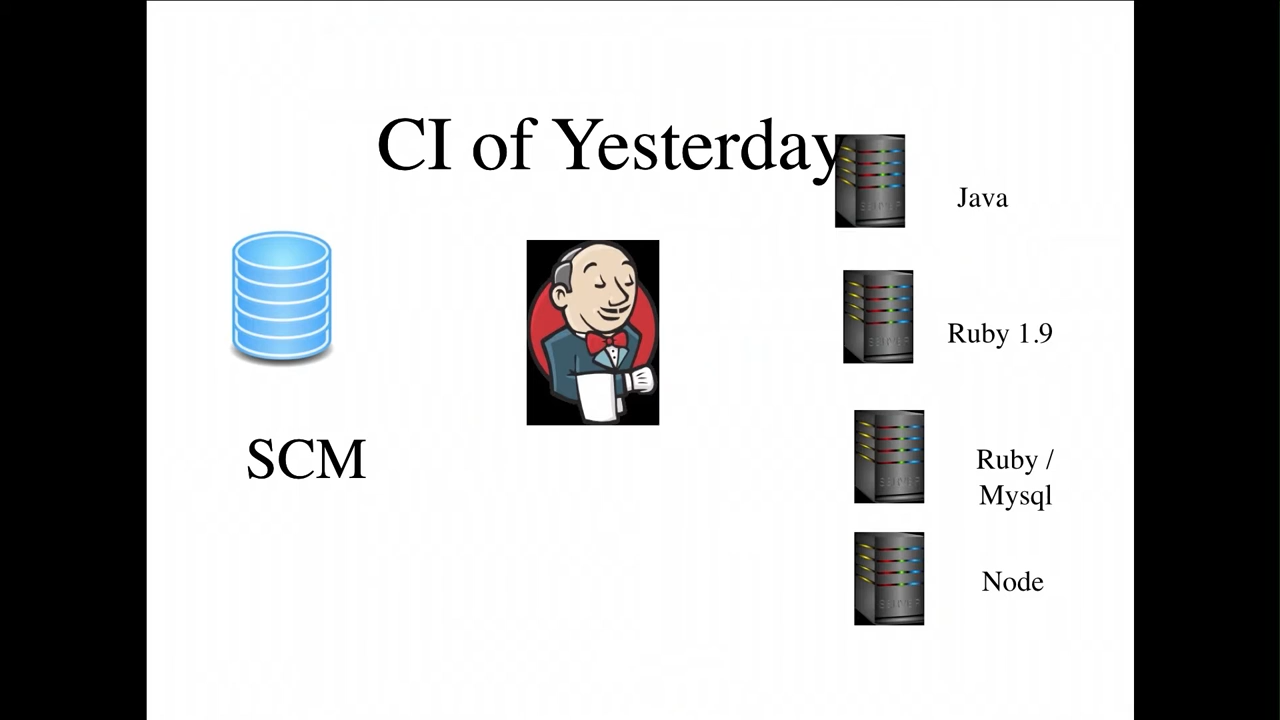 CI of Yesterday
Java
Ruby 1.9
SCM
Ruby /
Mysql
Node